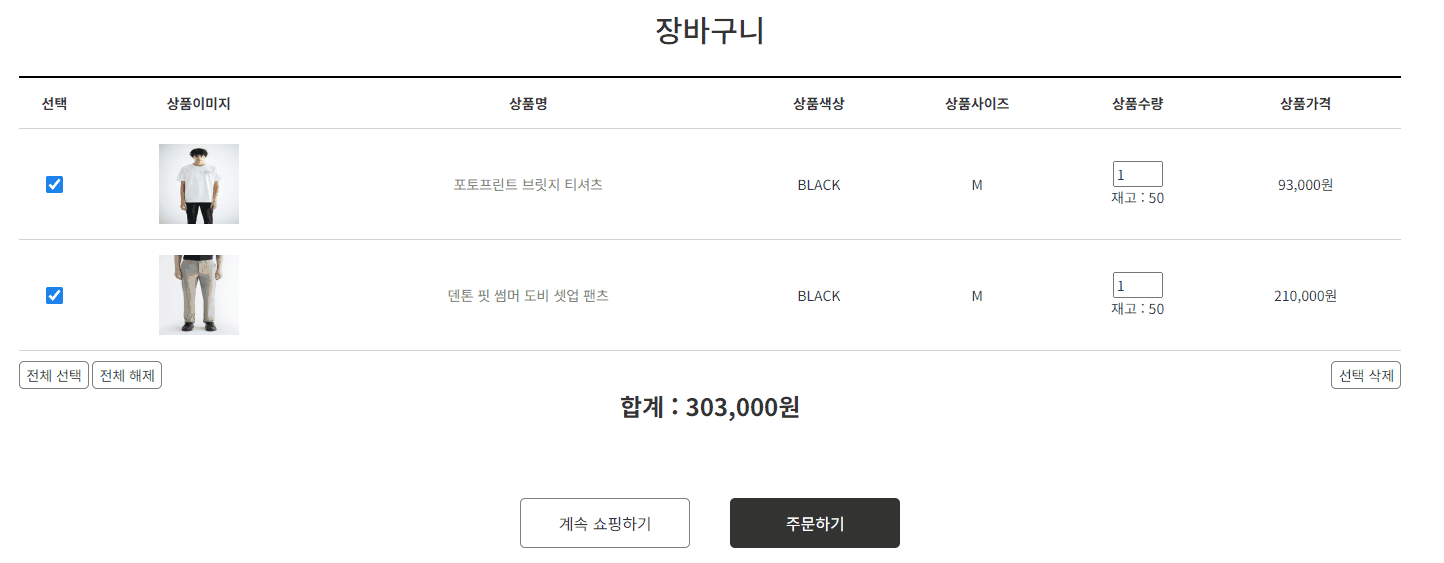 장바구니
선택 상품이미지 상품명 상품색상 상품사이즈 상품수량 상품가격
포토프린트 브릿지 티셔츠 BLACK M 1 93,000원
재고 : 50
덴톤 핏 썸머 도비 셋업 팬츠 BLACK M 1 210,000원
재고 : 50
전체 선택 전체 해제 선택 삭제
합계 : 303,000원
계속 쇼핑하기 주문하기